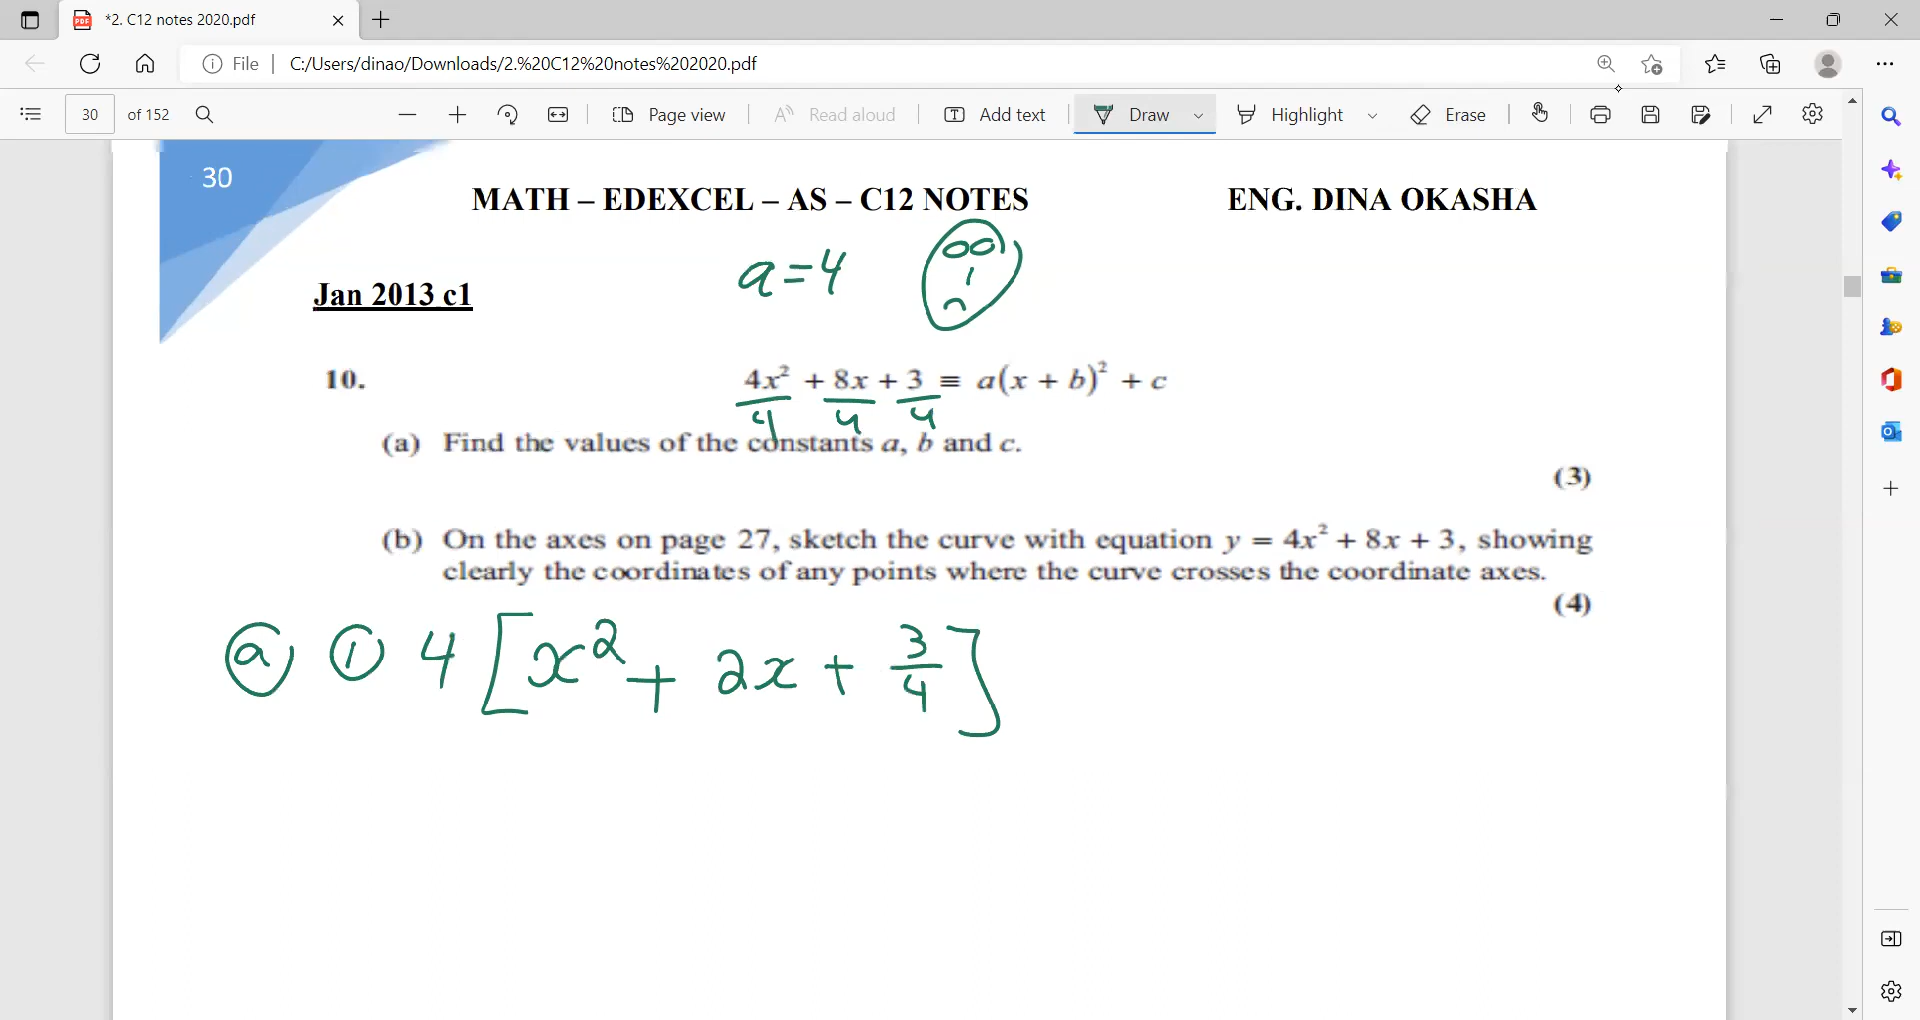 *2. C12 notes 2020.pdf
File C:/Users/dinao/Downloads/2.%20C12%20notes%202020.pdf
30 of 152 Page view Read aloud Add text Draw Highlight Erase
30
MATH – EDEXCEL – AS – C12 NOTES ENG. DINA OKASHA
a=4
Jan 2013 c1
10. 4x² + 8x + 3 ≡ a(x + b)² + c
4 4 4
(a) Find the values of the constants a, b and c.
(3)
(b) On the axes on page 27, sketch the curve with equation y = 4x² + 8x + 3, showing
clearly the coordinates of any points where the curve crosses the coordinate axes.
(4)
a ① 4 [x² + 2x + 3/4]